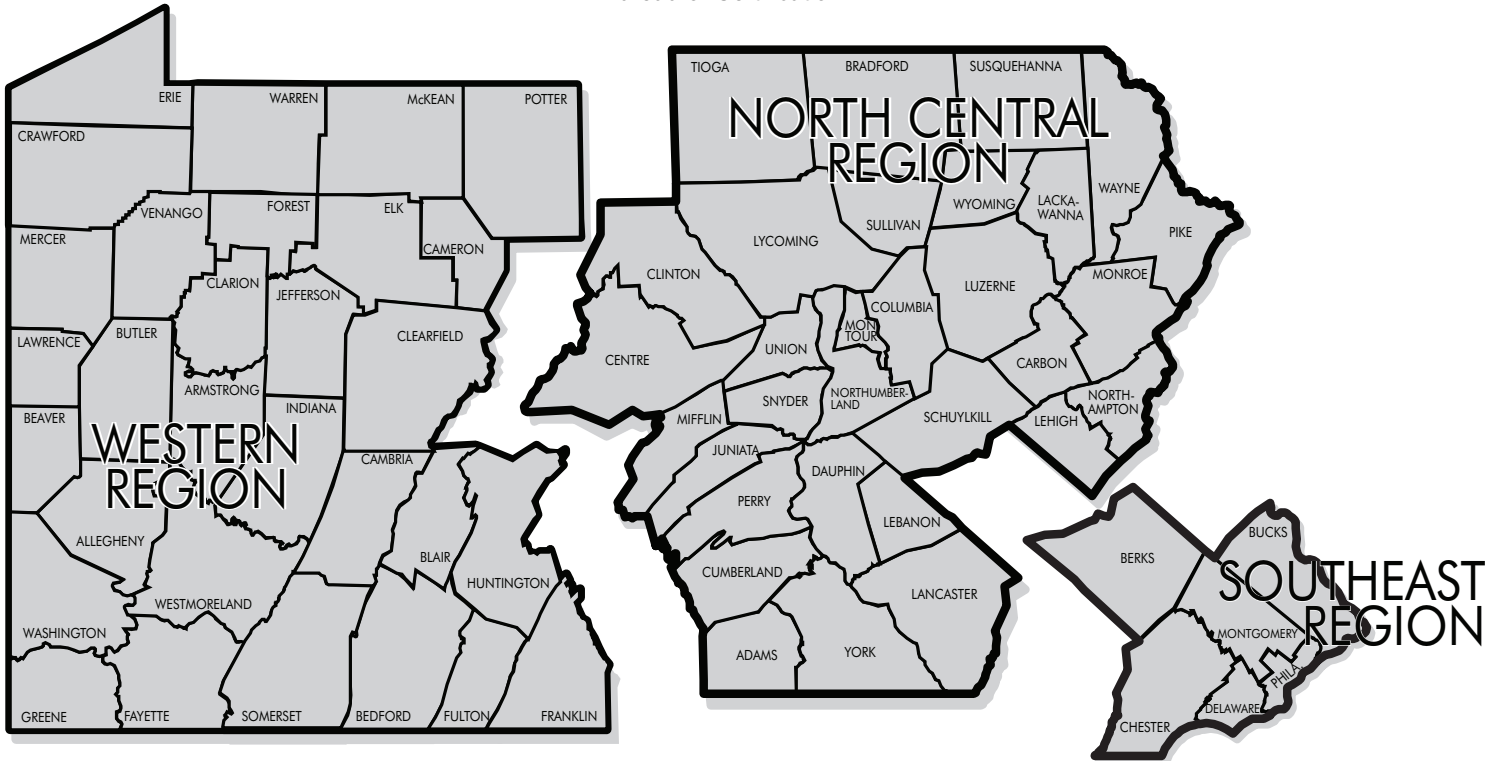 ERIE
WARREN
McKEAN
POTTER
CRAWFORD
VENANGO
FOREST
ELK
MERCER
CAMERON
CLARION
JEFFERSON
LAWRENCE
BUTLER
CLEARFIELD
ARMSTRONG
BEAVER
INDIANA
WESTERN
REGION
CAMBRIA
ALLEGHENY
BLAIR
HUNTINGTON
WESTMORELAND
WASHINGTON
GREENE
FAYETTE
SOMERSET
BEDFORD
FULTON
FRANKLIN
TIOGA
BRADFORD
SUSQUEHANNA
NORTH CENTRAL
REGION
WAYNE
WYOMING
LACKA-
WANNA
SULLIVAN
LYCOMING
PIKE
CLINTON
MONROE
LUZERNE
COLUMBIA
MON
TOUR
UNION
CENTRE
CARBON
SNYDER
NORTHUMBER-
LAND
NORTH-
AMPTON
MIFFLIN
SCHUYLKILL
LEHIGH
JUNIATA
DAUPHIN
PERRY
LEBANON
CUMBERLAND
LANCASTER
ADAMS
YORK
BUCKS
BERKS
SOUTHEAST
REGION
MONTGOMERY
PHILA.
DELAWARE
CHESTER